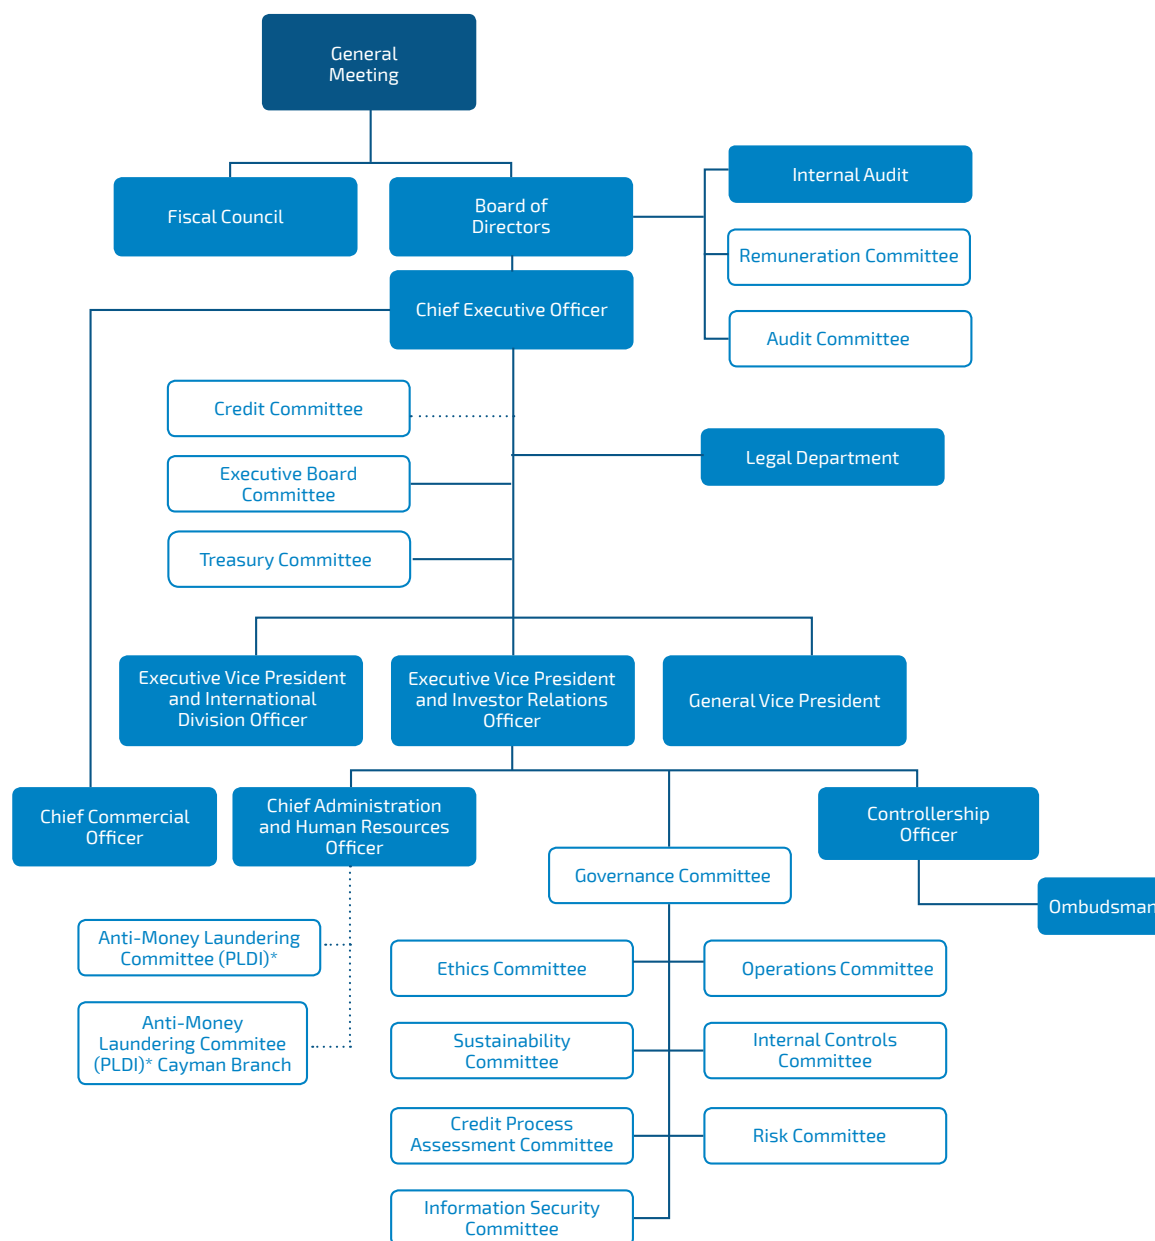 General
Meeting
Fiscal Council
Board of
Directors
Internal Audit
Remuneration Committee
Audit Committee
Chief Executive Officer
Credit Committee
Executive Board
Committee
Treasury Committee
Legal Department
Executive Vice President
and International
Division Officer
Executive Vice President
and Investor Relations
Officer
General Vice President
Chief Commercial
Officer
Chief Administration
and Human Resources
Officer
Controllership
Officer
Governance Committee
Ombudsman
Anti-Money Laundering
Committee (PLDI)*
Anti-Money
Laundering Commitee
(PLDI)* Cayman Branch
Ethics Committee
Operations Committee
Sustainability
Committee
Internal Controls
Committee
Credit Process
Assessment Committee
Risk Committee
Information Security
Committee